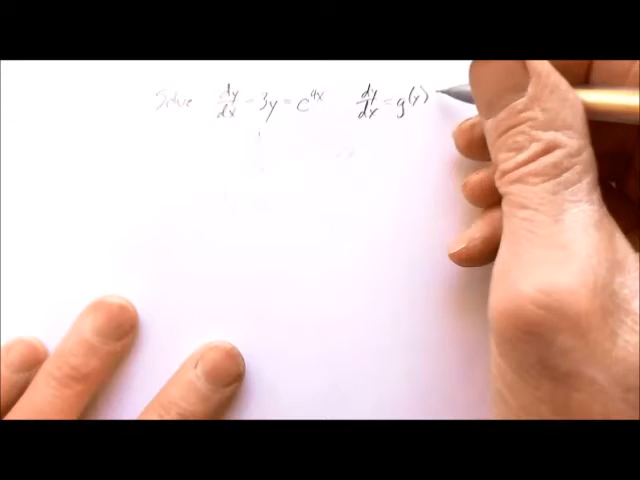 Solve dy/dx - 3y = e^4x dy/dx = g(y)